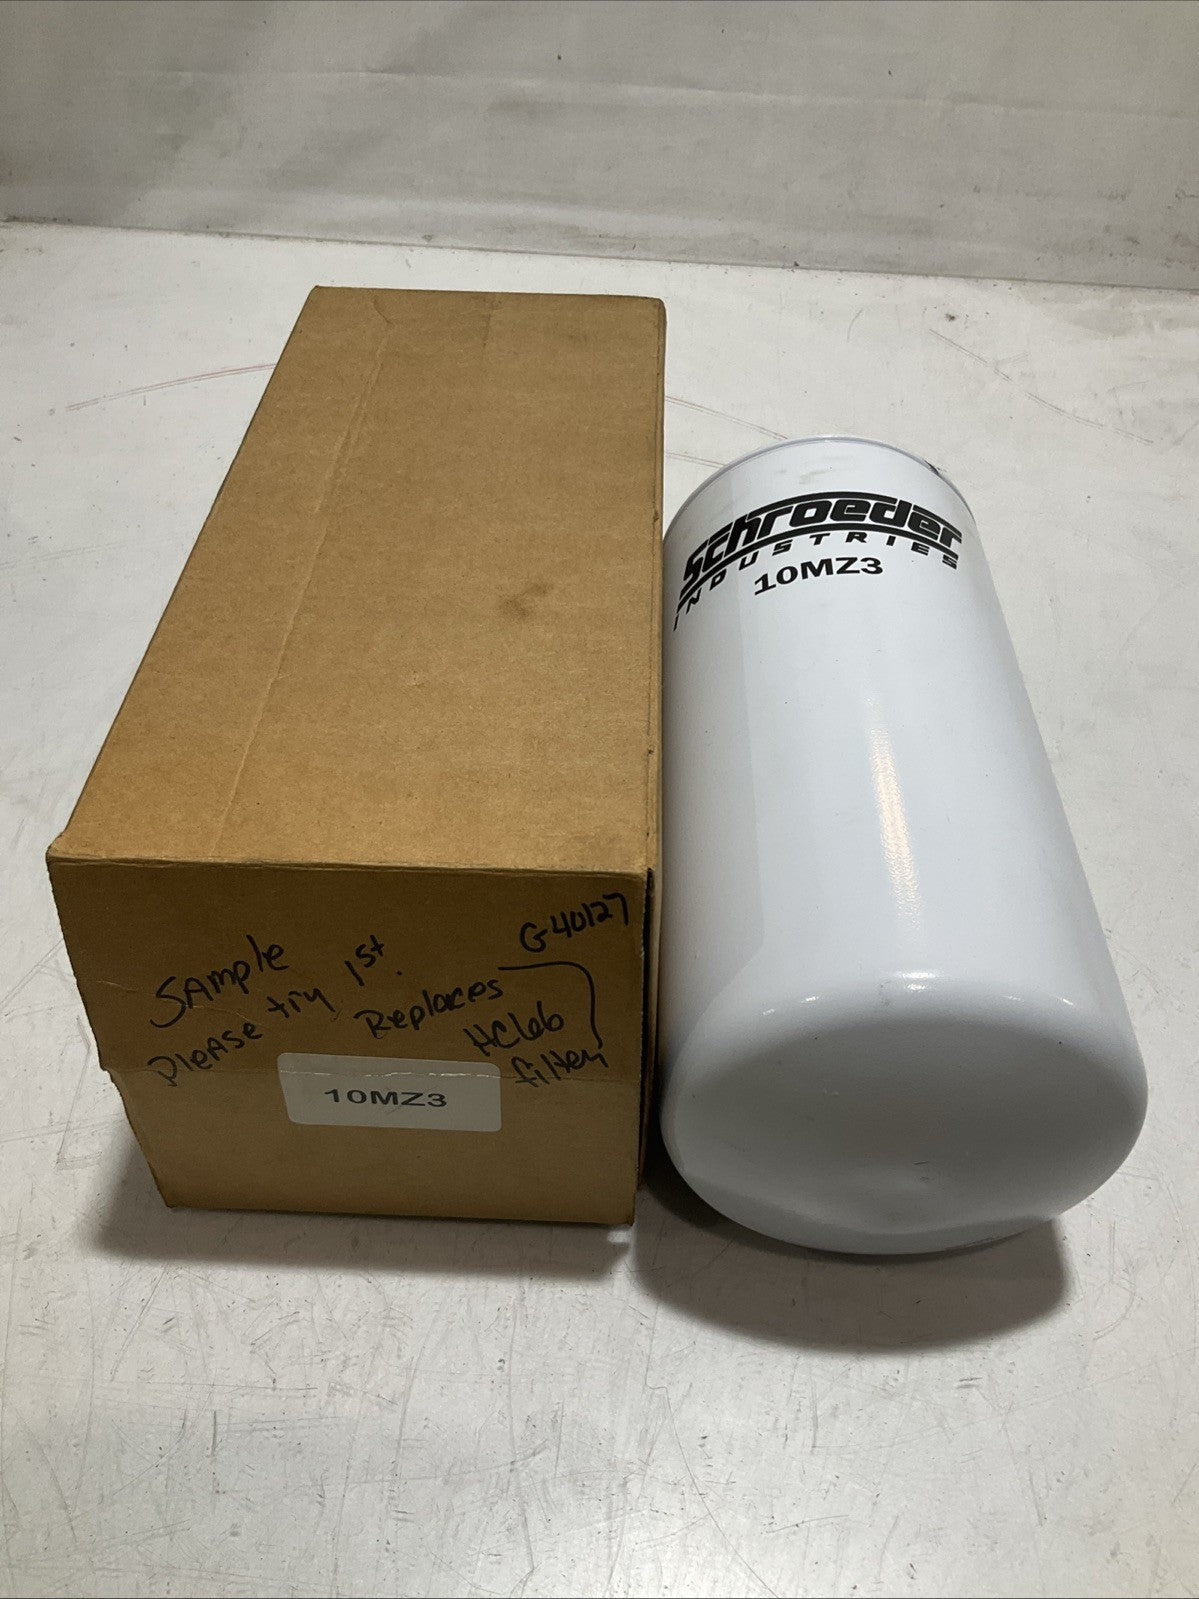 Schroeder
INDUSTRIES
10MZ3
SAmple
please try 1st.
Replaces
G-40127
HC66
filter
10MZ3